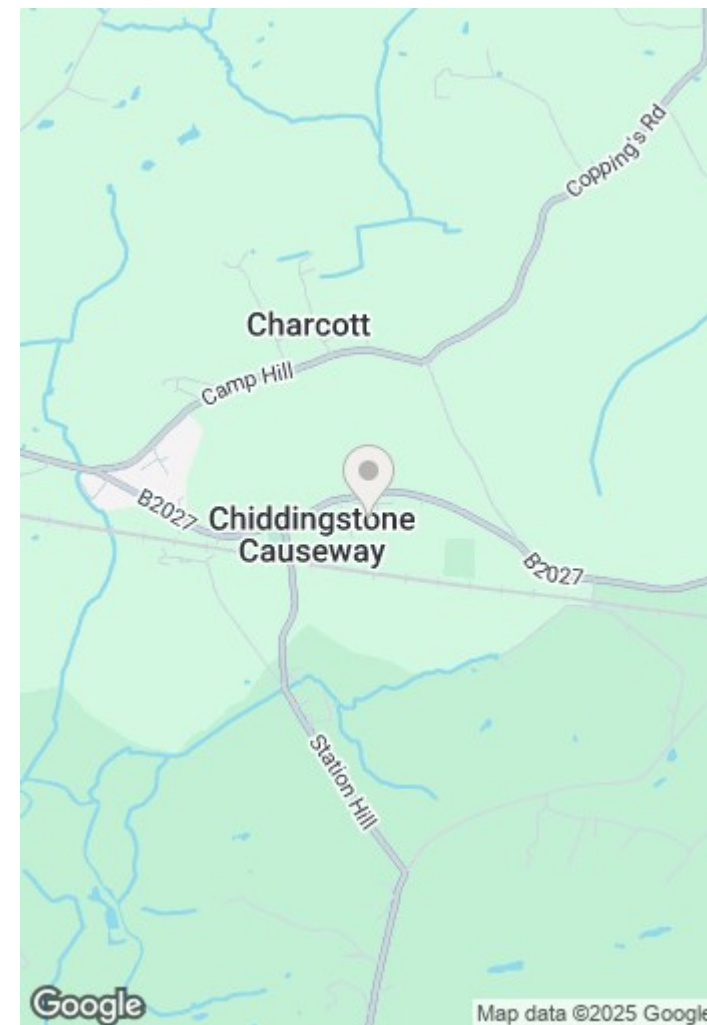 Copping's Rd
Charcott
Camp Hill
B2027
Chiddingstone
Causeway
B2027
Station Hill
Google
Map data ©2025 Google